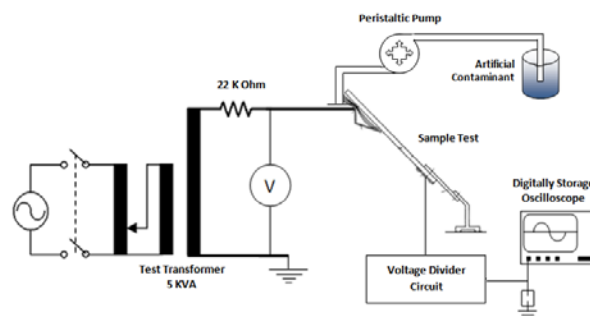 Peristaltic Pump
Artificial
Contaminant
22 K Ohm
Sample Test
V
Digitally Storage
Oscilloscope
Voltage Divider
Circuit
Test Transformer
5 KVA